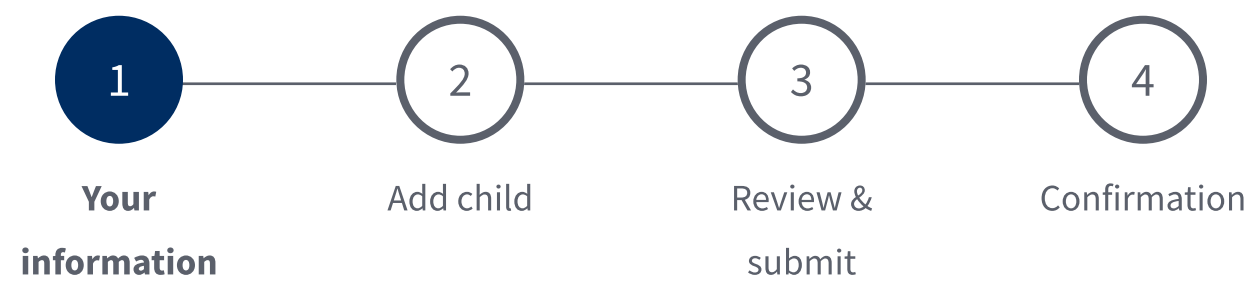 1
2
3
4
Your
information
Add child
Review &
submit
Confirmation